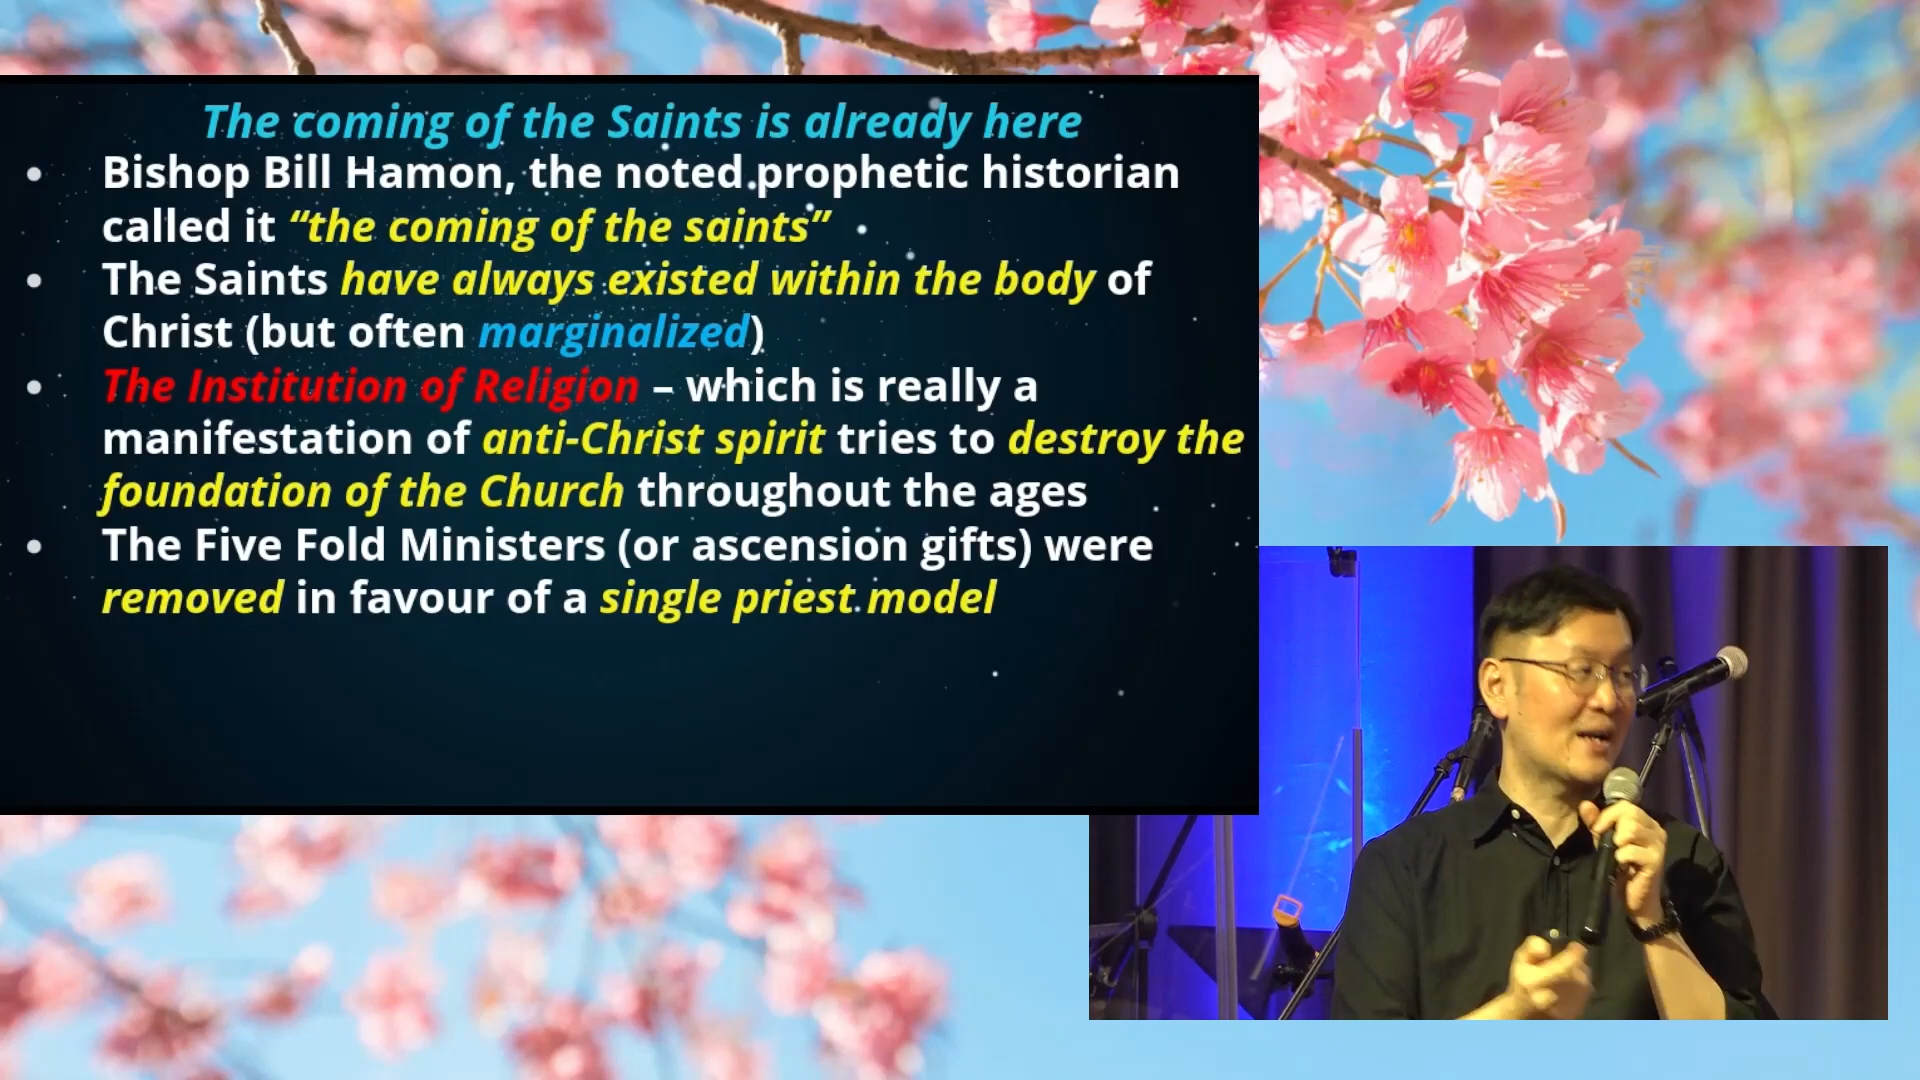 The coming of the Saints is already here
• Bishop Bill Hamon, the noted prophetic historian
called it “the coming of the saints”
• The Saints have always existed within the body of
Christ (but often marginalized)
• The Institution of Religion – which is really a
manifestation of anti-Christ spirit tries to destroy the
foundation of the Church throughout the ages
• The Five Fold Ministers (or ascension gifts) were
removed in favour of a single priest model